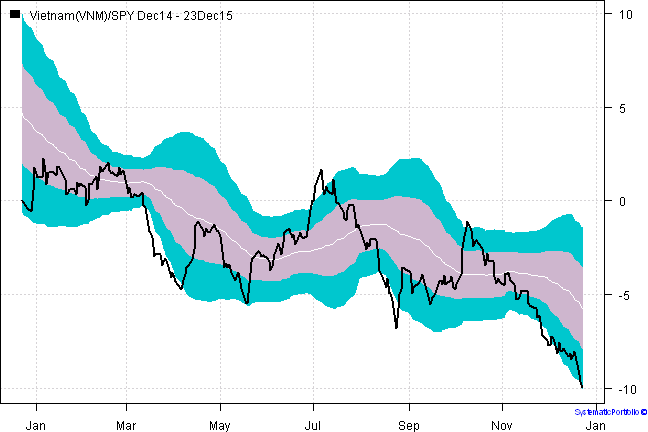 Vietnam(VNM)/SPY Dec14 - 23Dec15
10
5
0
-5
-10
Jan Mar May Jul Sep Nov Jan
SystematicPortfolio ©